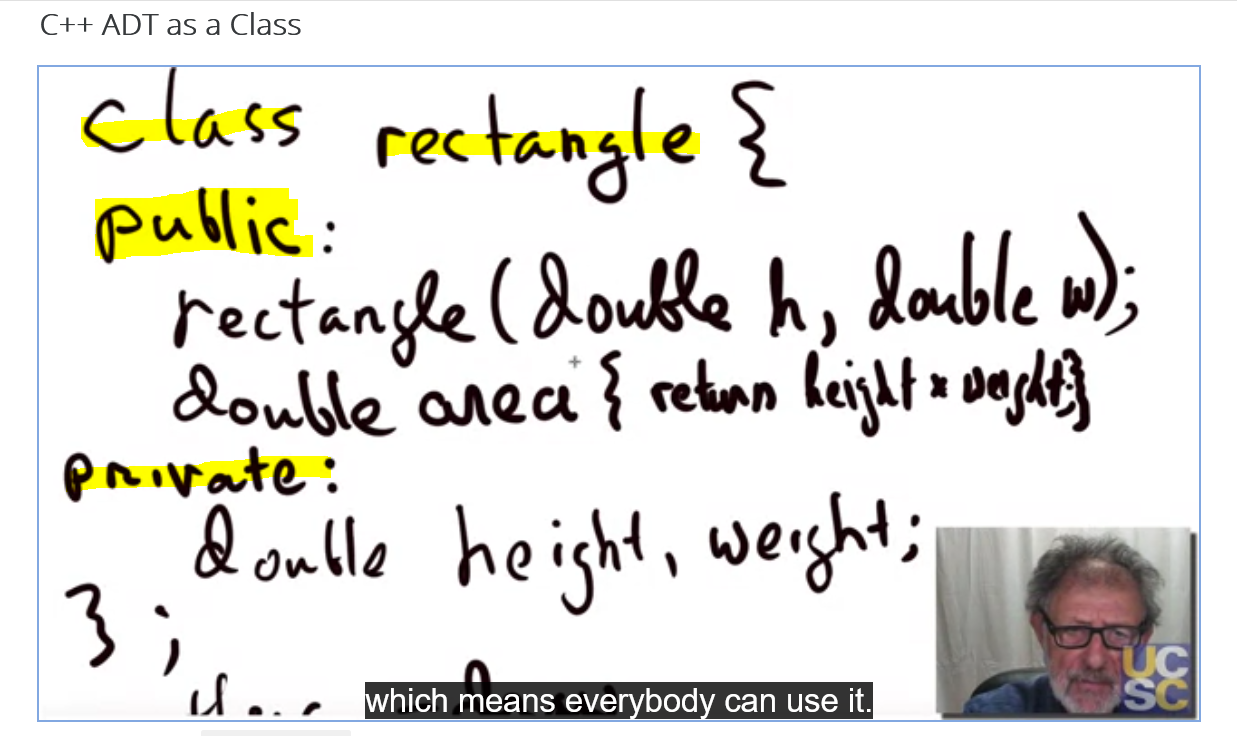 C++ ADT as a Class
class rectangle {
public:
rectangle(double h, double w);
double area { return height * weight;}
private:
double height, weight;
};
which means everybody can use it.
UC
SC